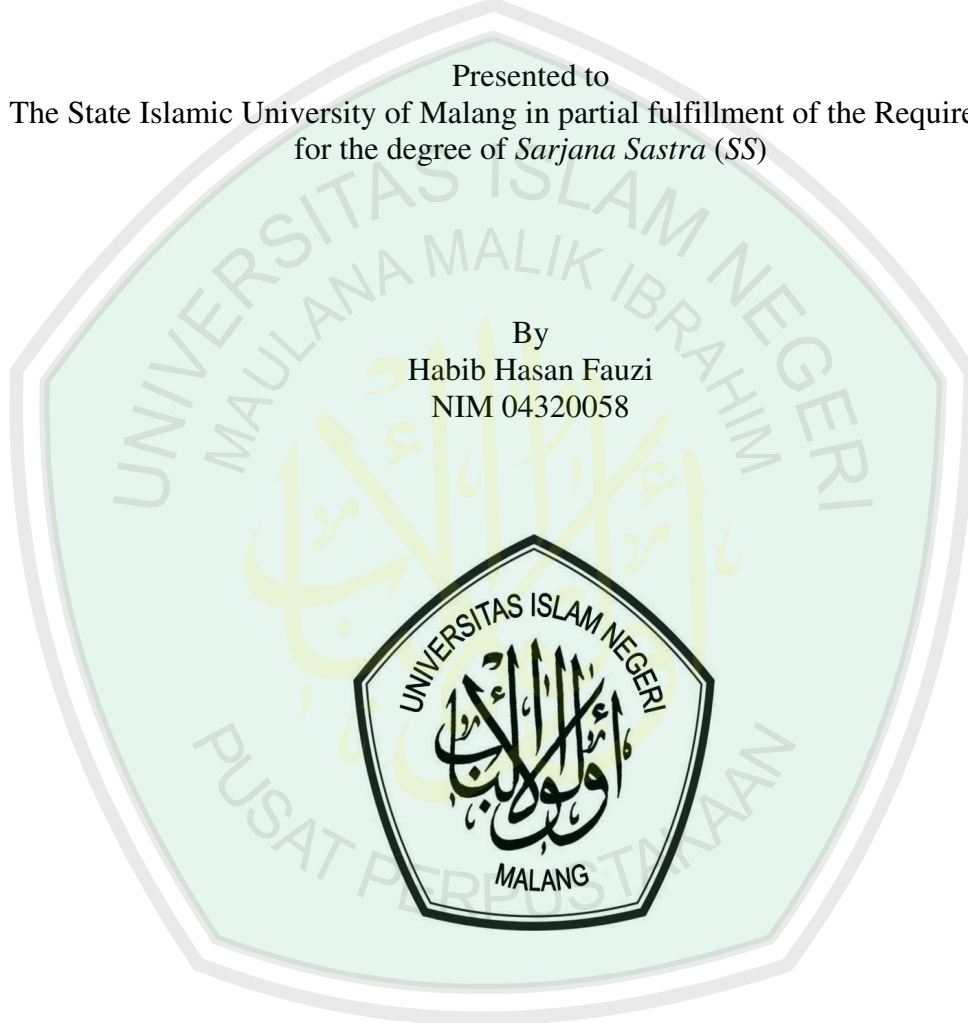 Presented to
The State Islamic University of Malang in partial fulfillment of the Require
for the degree of Sarjana Sastra (SS)
UNIVERSITAS ISLAM NEGERI
MAULANA MALIK IBRAHIM
By
Habib Hasan Fauzi
NIM 04320058
UNIVERSITAS ISLAM NEGERI
أولوا الألباب
MALANG
PUSAT PERPUSTAKAAN